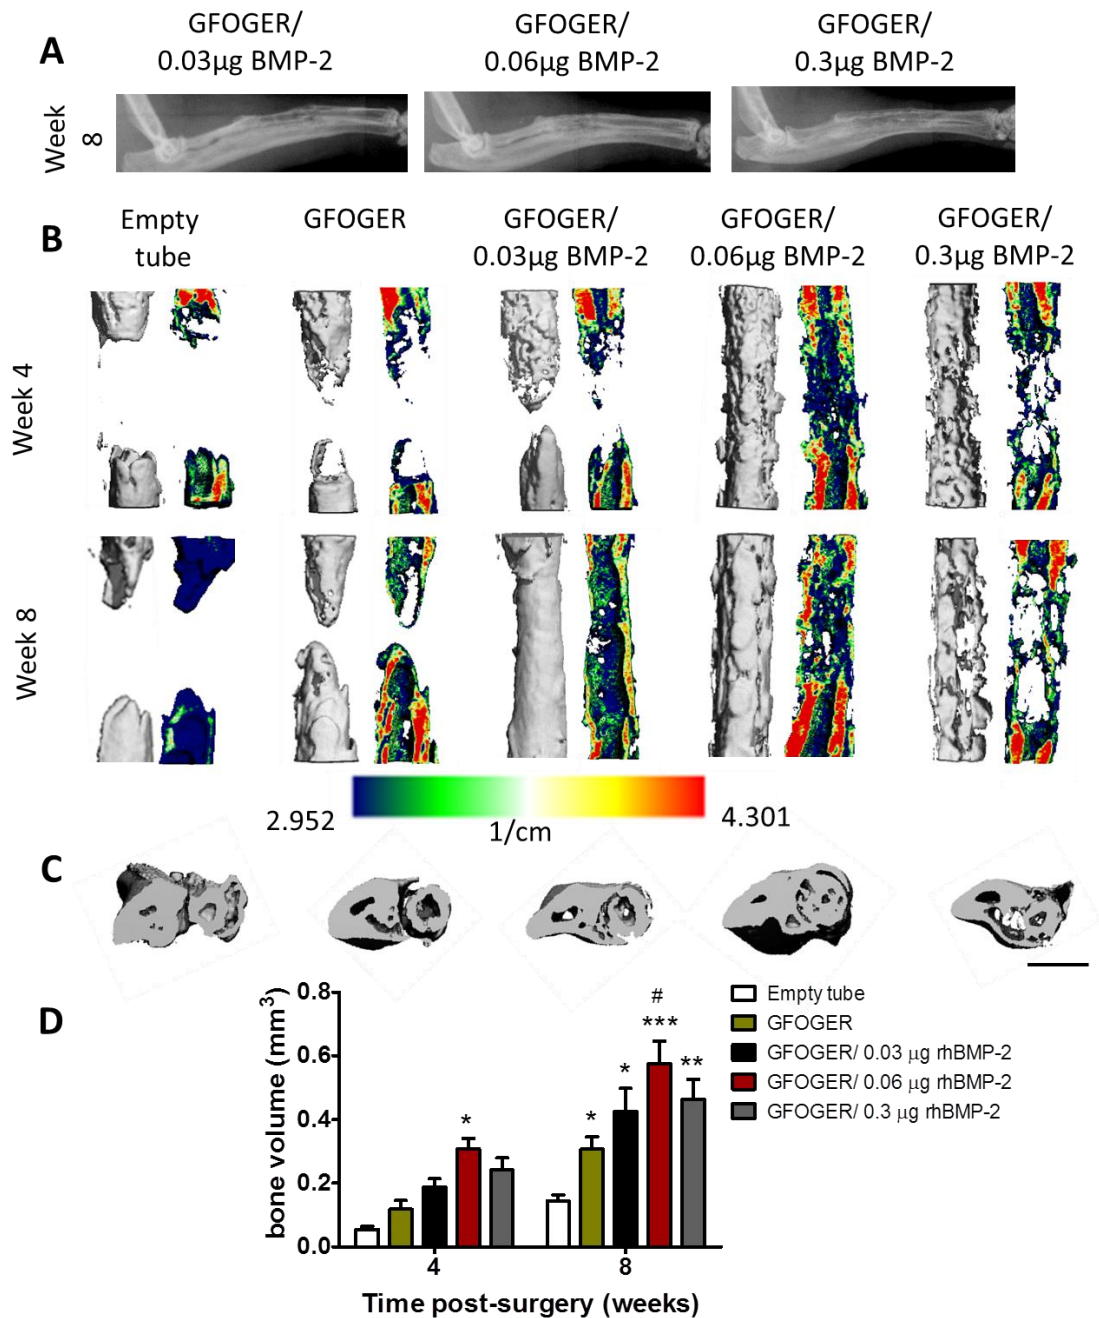 A
GFOGER/
0.03µg BMP-2
GFOGER/
0.06µg BMP-2
GFOGER/
0.3µg BMP-2
Week
8
B
Empty
tube
GFOGER
GFOGER/
0.03µg BMP-2
GFOGER/
0.06µg BMP-2
GFOGER/
0.3µg BMP-2
Week 4
Week 8
2.952
1/cm
4.301
C
D
bone volume (mm³)
0.8
0.6
0.4
0.2
0.0
*
*
*
#
***
**
4
8
Time post-surgery (weeks)
Empty tube
GFOGER
GFOGER/ 0.03 µg rhBMP-2
GFOGER/ 0.06 µg rhBMP-2
GFOGER/ 0.3 µg rhBMP-2